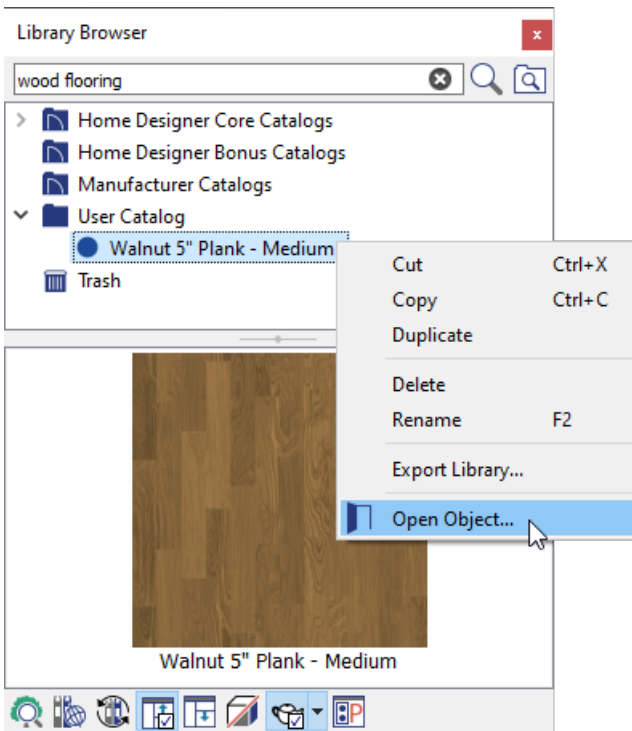 Library Browser
x
wood flooring
Home Designer Core Catalogs
Home Designer Bonus Catalogs
Manufacturer Catalogs
User Catalog
Walnut 5" Plank - Medium
Trash
Cut Ctrl+X
Copy Ctrl+C
Duplicate
Delete
Rename F2
Export Library...
Open Object...
Walnut 5" Plank - Medium
P